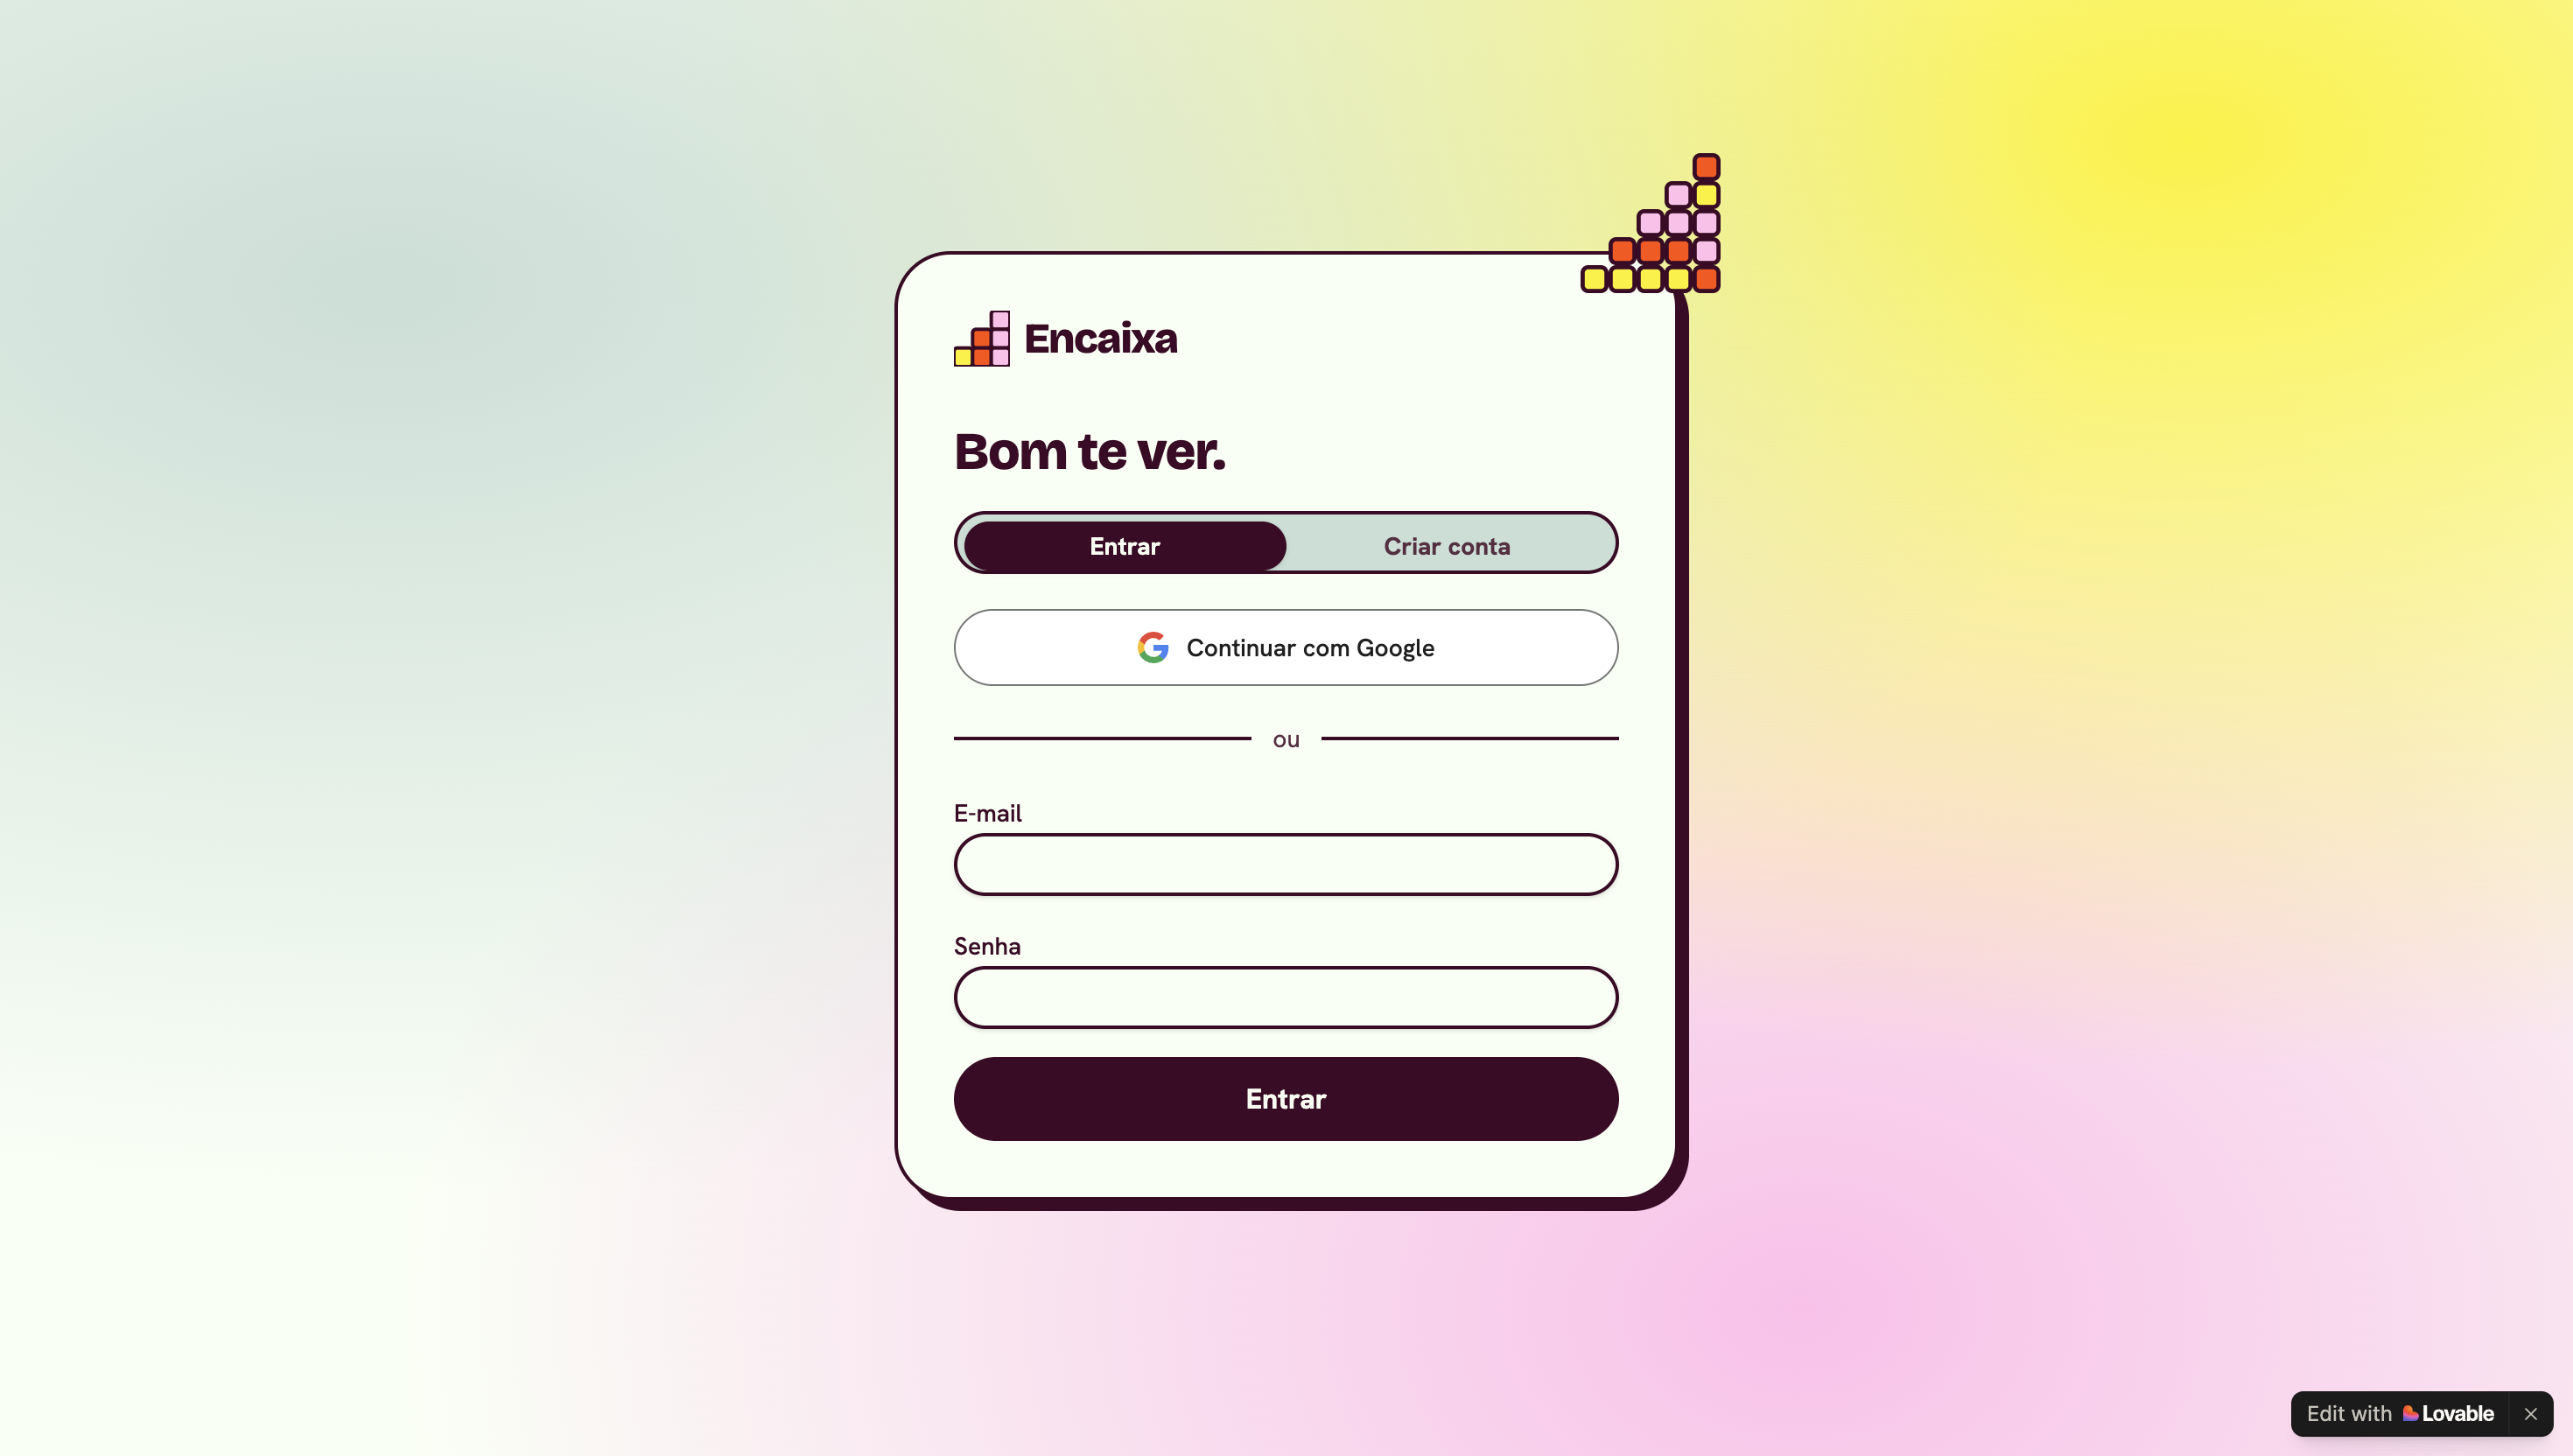 Encaixa
Bom te ver.
Entrar
Criar conta
Continuar com Google
ou
E-mail
Senha
Entrar
Edit with Lovable